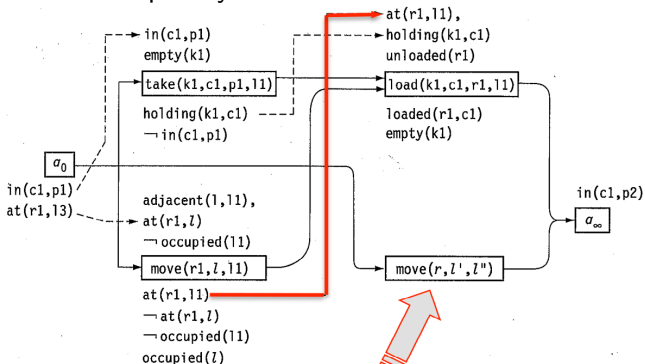 in(c1,p1)
empty(k1)
take(k1,c1,p1,l1)
holding(k1,c1)
¬in(c1,p1)
at(r1,l1),
holding(k1,c1)
unloaded(r1)
load(k1,c1,r1,l1)
loaded(r1,c1)
empty(k1)
a₀
in(c1,p1)
at(r1,l3)
adjacent(l,l1),
at(r1,l)
¬occupied(l1)
move(r1,l,l1)
at(r1,l1)
¬at(r1,l)
¬occupied(l1)
occupied(l)
move(r,l',l")
in(c1,p2)
a∞